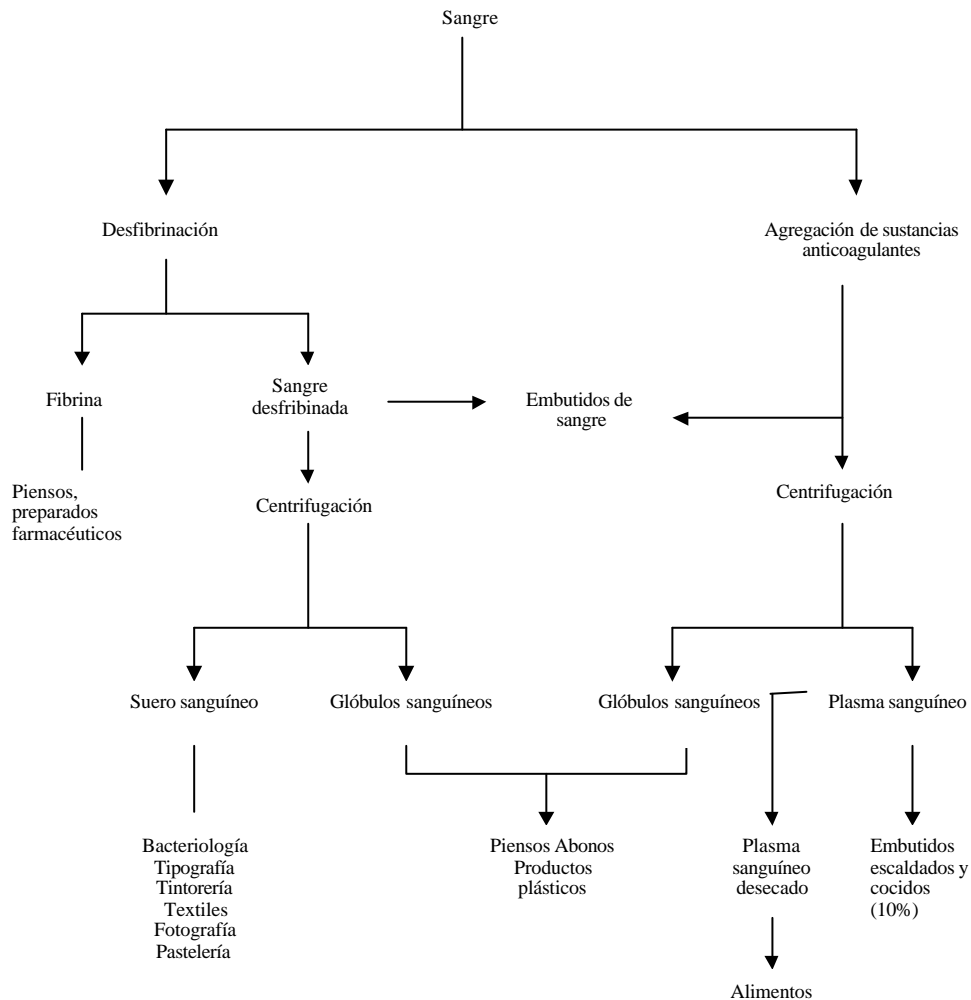 Sangre
Desfibrinación
Agregación de sustancias
anticoagulantes
Fibrina
Sangre
desfribinada
Embutidos de
sangre
Piensos,
preparados
farmacéuticos
Centrifugación
Centrifugación
Suero sanguíneo
Glóbulos sanguíneos
Glóbulos sanguíneos
Plasma sanguíneo
Bacteriología
Tipografía
Tintorería
Textiles
Fotografía
Pastelería
Piensos Abonos
Productos
plásticos
Plasma
sanguíneo
desecado
Embutidos
escaldados y
cocidos
(10%)
Alimentos